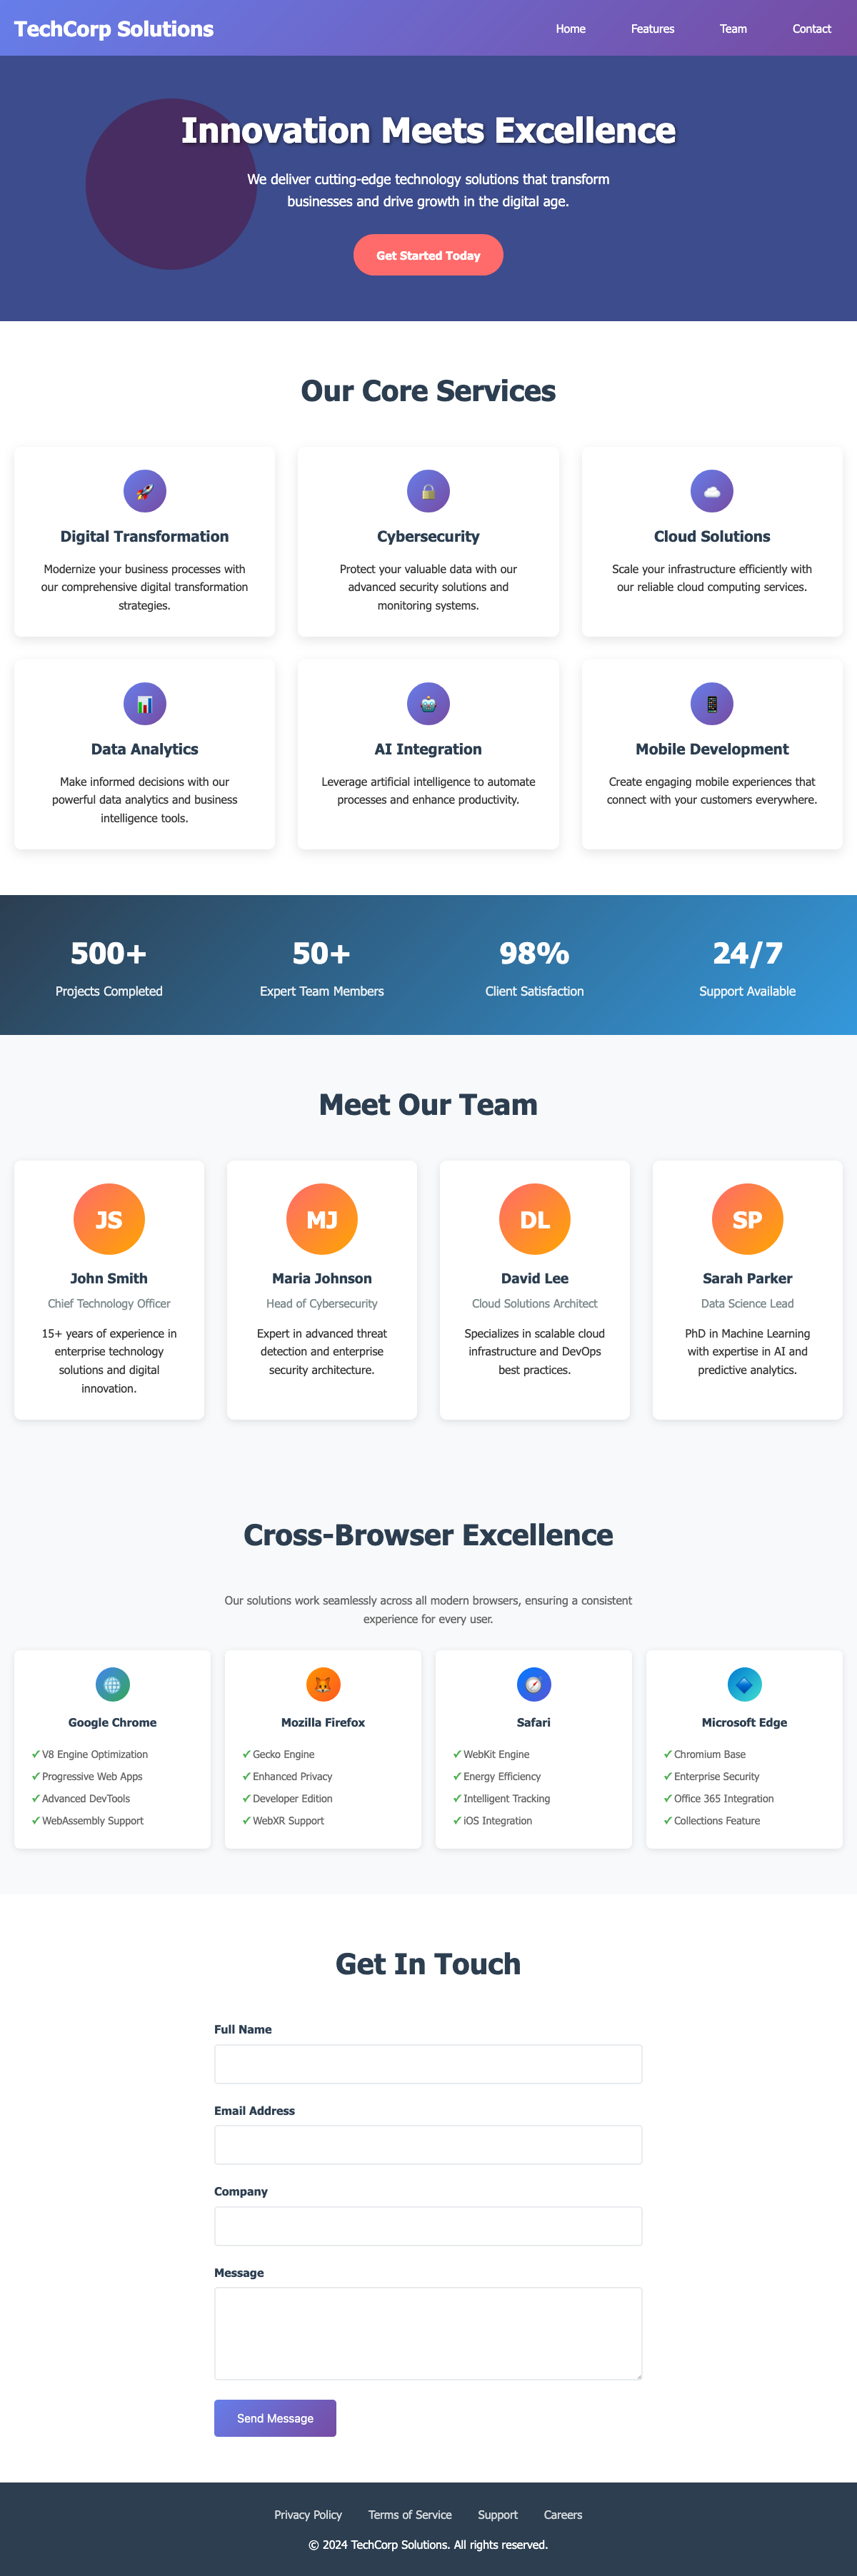 TechCorp Solutions
Home
Features
Team
Contact
Innovation Meets Excellence
We deliver cutting-edge technology solutions that transform
businesses and drive growth in the digital age.
Get Started Today
Our Core Services
Digital Transformation
Modernize your business processes with
our comprehensive digital transformation
strategies.
Cybersecurity
Protect your valuable data with our
advanced security solutions and
monitoring systems.
Cloud Solutions
Scale your infrastructure efficiently with
our reliable cloud computing services.
Data Analytics
Make informed decisions with our
powerful data analytics and business
intelligence tools.
AI Integration
Leverage artificial intelligence to automate
processes and enhance productivity.
Mobile Development
Create engaging mobile experiences that
connect with your customers everywhere.
500+
Projects Completed
50+
Expert Team Members
98%
Client Satisfaction
24/7
Support Available
Meet Our Team
JS
John Smith
Chief Technology Officer
15+ years of experience in
enterprise technology
solutions and digital
innovation.
MJ
Maria Johnson
Head of Cybersecurity
Expert in advanced threat
detection and enterprise
security architecture.
DL
David Lee
Cloud Solutions Architect
Specializes in scalable cloud
infrastructure and DevOps
best practices.
SP
Sarah Parker
Data Science Lead
PhD in Machine Learning
with expertise in AI and
predictive analytics.
Cross-Browser Excellence
Our solutions work seamlessly across all modern browsers, ensuring a consistent
experience for every user.
Google Chrome
✓ V8 Engine Optimization
✓ Progressive Web Apps
✓ Advanced DevTools
✓ WebAssembly Support
Mozilla Firefox
✓ Gecko Engine
✓ Enhanced Privacy
✓ Developer Edition
✓ WebXR Support
Safari
✓ WebKit Engine
✓ Energy Efficiency
✓ Intelligent Tracking
✓ iOS Integration
Microsoft Edge
✓ Chromium Base
✓ Enterprise Security
✓ Office 365 Integration
✓ Collections Feature
Get In Touch
Full Name
Email Address
Company
Message
Send Message
Privacy Policy
Terms of Service
Support
Careers
© 2024 TechCorp Solutions. All rights reserved.